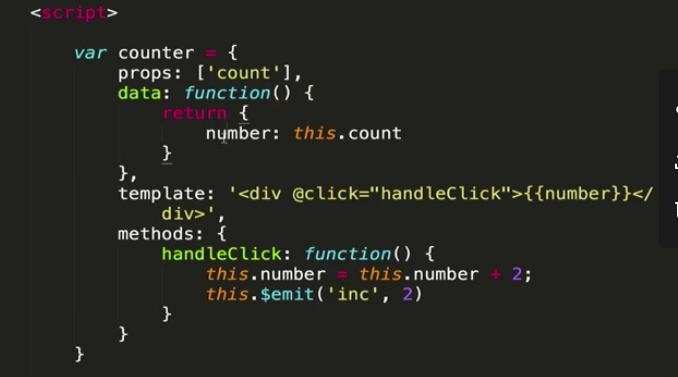 <script>
var counter = {
props: ['count'],
data: function() {
return {
number: this.count
}
},
template: '<div @click="handleClick">{{number}}</
div>',
methods: {
handleClick: function() {
this.number = this.number + 2;
this.$emit('inc', 2)
}
}
}